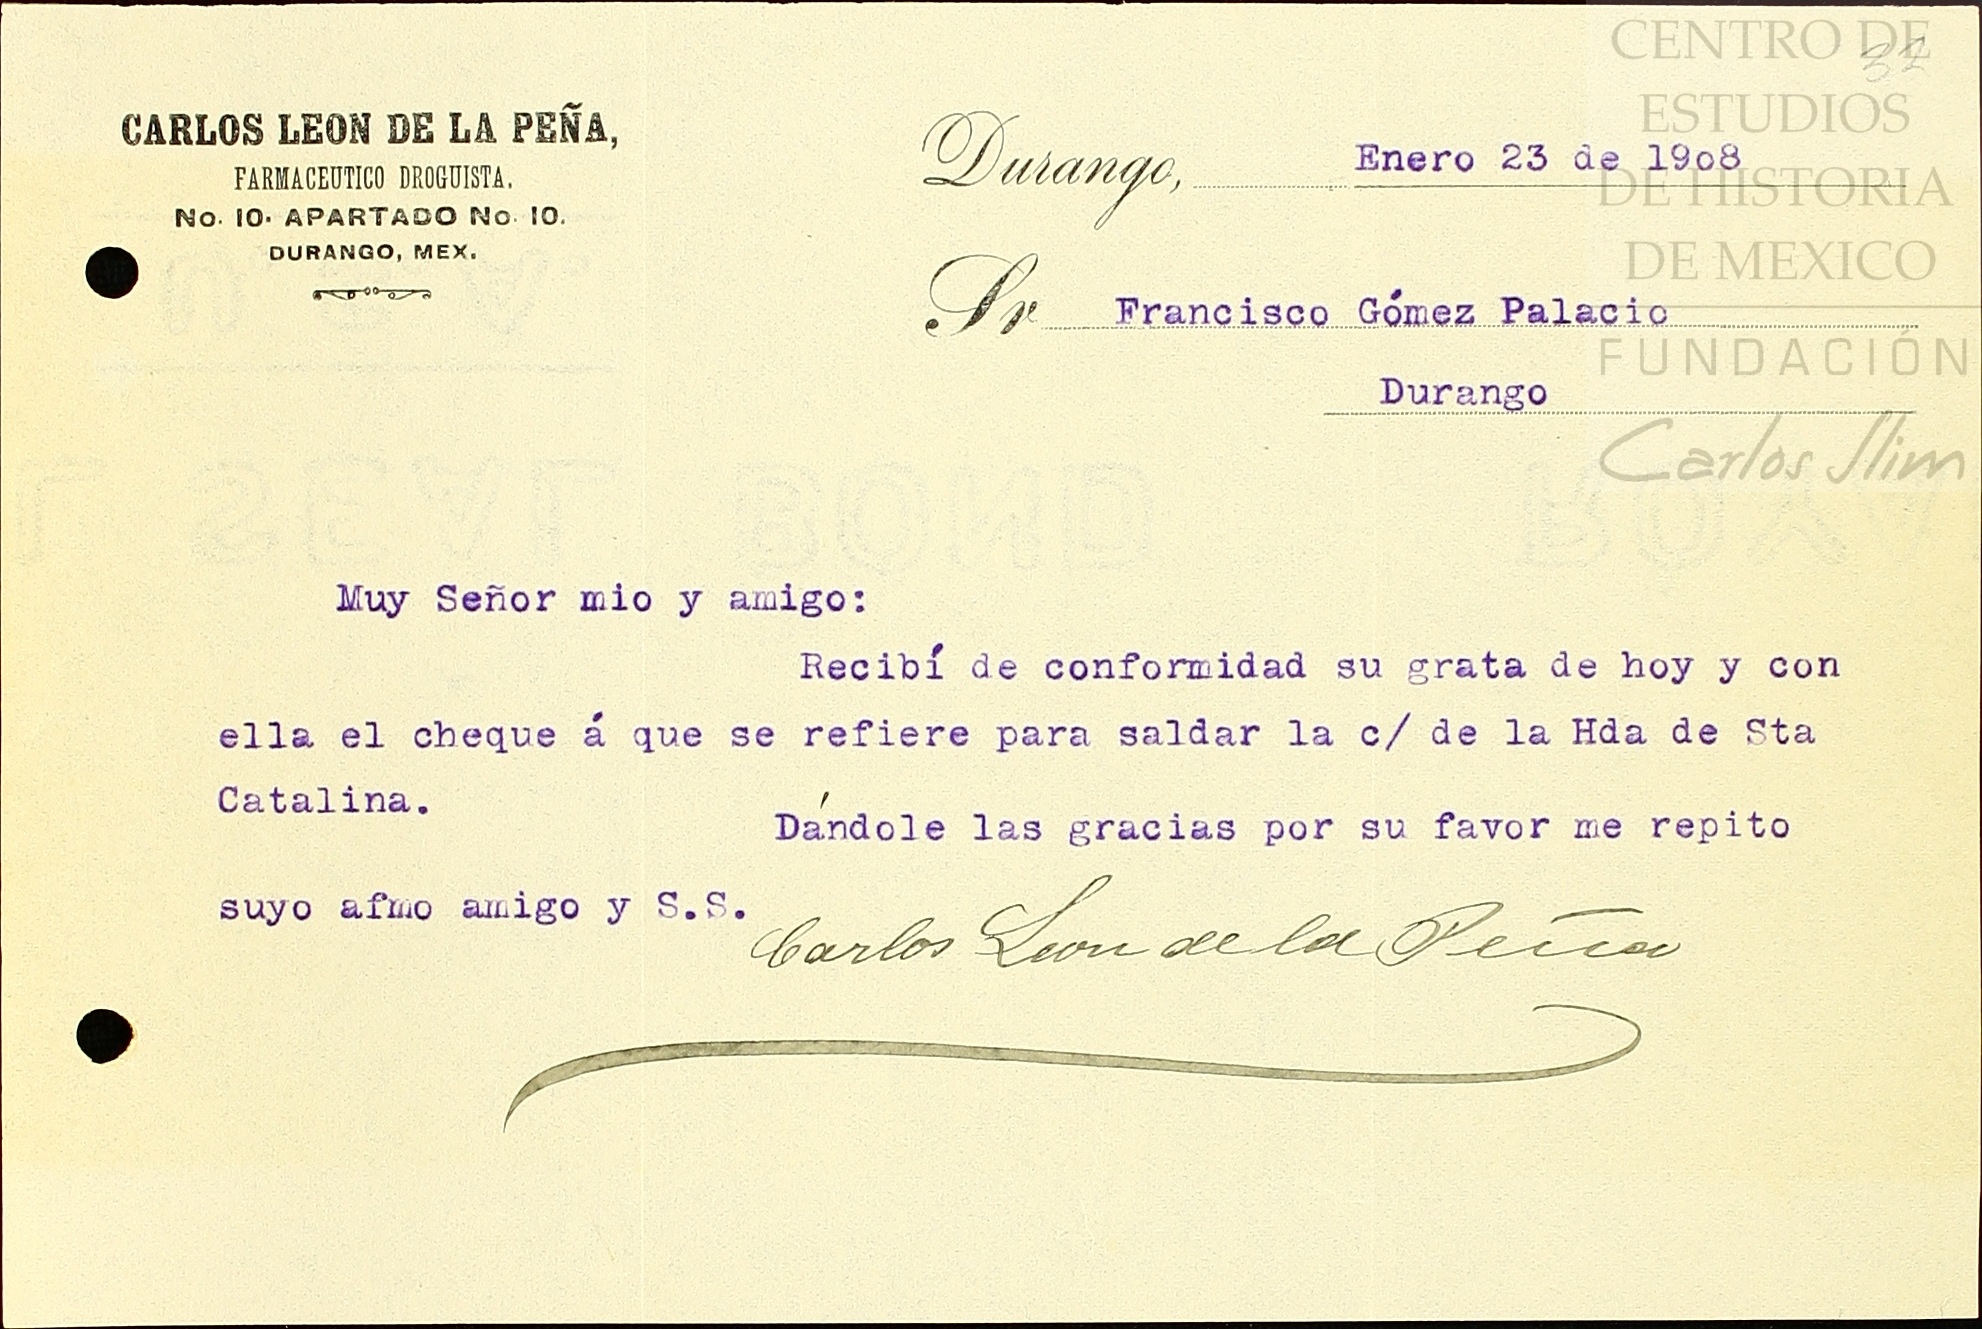 CARLOS LEON DE LA PEÑA,
FARMACEUTICO DROGUISTA.
No. 10. APARTADO No. 10.
DURANGO, MEX.
Durango, Enero 23 de 1908
Sr Francisco Gómez Palacio
Durango
Muy Señor mio y amigo:
Recibí de conformidad su grata de hoy y con
ella el cheque á que se refiere para saldar la c/ de la Hda de Sta
Catalina.
Dándole las gracias por su favor me repito
suyo afmo amigo y S.S.
Carlos Leon de la Peña
CENTRO DE
ESTUDIOS
DE HISTORIA
DE MEXICO
FUNDACIÓN
Carlos Slim